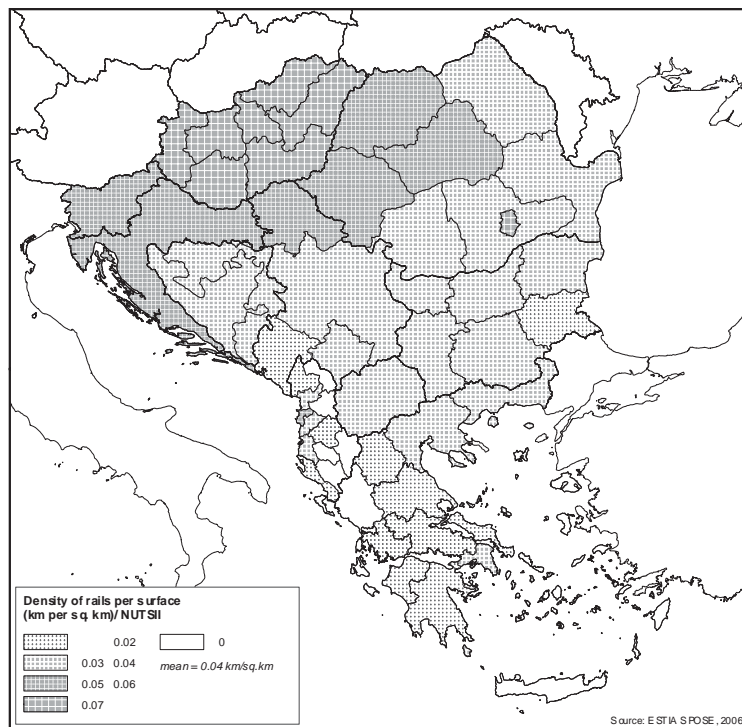 Density of rails per surface
(km per sq. km)/ NUTSII
0.02 0
0.03 0.04 mean = 0.04 km/sq.km
0.05 0.06
0.07
Source: ESTIA SPOSE, 2006